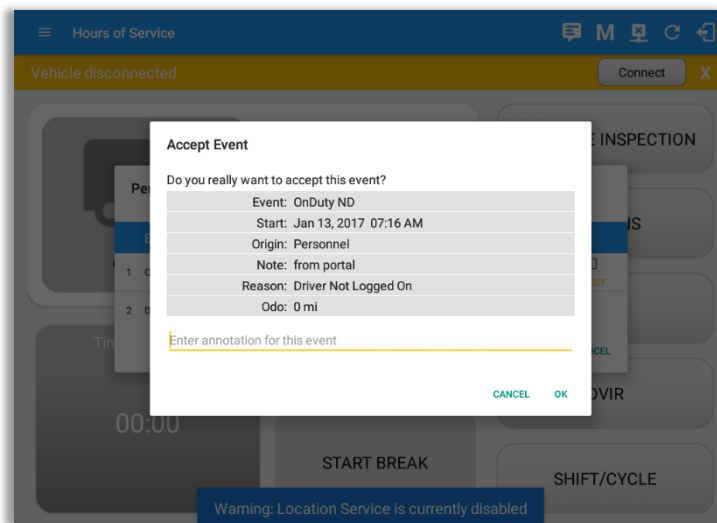 Hours of Service
M
Vehicle disconnected
Connect
X
Accept Event
Do you really want to accept this event?
Event: OnDuty ND
Start: Jan 13, 2017 07:16 AM
Origin: Personnel
Note: from portal
Reason: Driver Not Logged On
Odo: 0 mi
Enter annotation for this event
CANCEL
OK
INSPECTION
1
2
00:00
START BREAK
SHIFT/CYCLE
Warning: Location Service is currently disabled